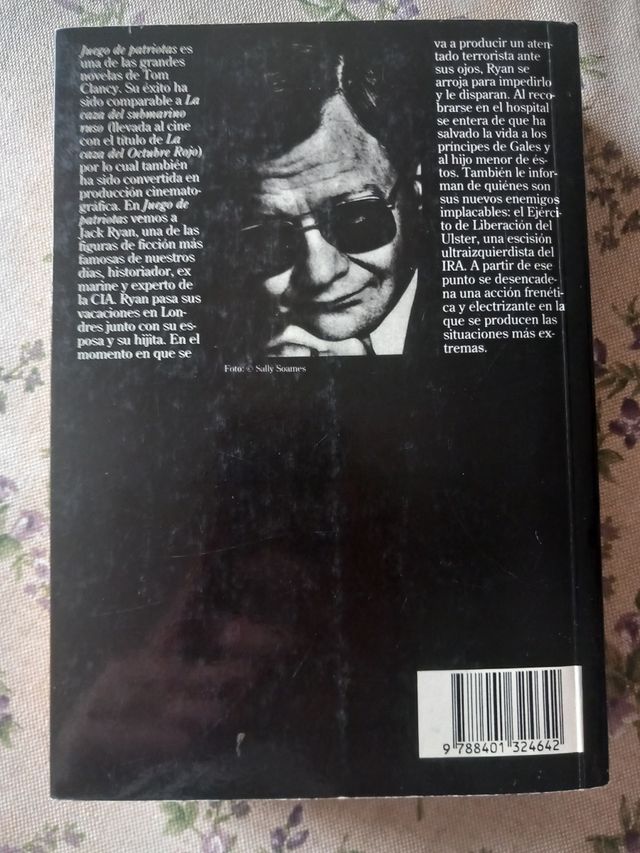 Juego de patriotas es
una de las grandes
novelas de Tom
Clancy. Su éxito ha
sido comparable a La
caza del submarino
ruso (llevada al cine
con el título de La
caza del Octubre Rojo)
por lo cual también
ha sido convertida en
producción cinemato-
gráfica. En Juego de
patriotas vemos a
Jack Ryan, una de las
figuras de ficción más
famosas de nuestros
días, historiador, ex
marine y experto de
la CIA. Ryan pasa sus
vacaciones en Lon-
dres junto con su es-
posa y su hijita. En el
momento en que se
va a producir un aten-
tado terrorista ante
sus ojos, Ryan se
arroja para impedirlo
y le disparan. Al reco-
brarse en el hospital
se entera de que ha
salvado la vida a los
príncipes de Gales y
al hijo menor de és-
tos. También le infor-
man de quiénes son
sus nuevos enemigos
implacables: el Ejérci-
to de Liberación del
Ulster, una escisión
ultraizquierdista del
IRA. A partir de ese
punto se desencade-
na una acción frenéti-
ca y electrizante en la
que se producen las
situaciones más ex-
tremas.
Foto: © Sally Soames
9 788401 324642